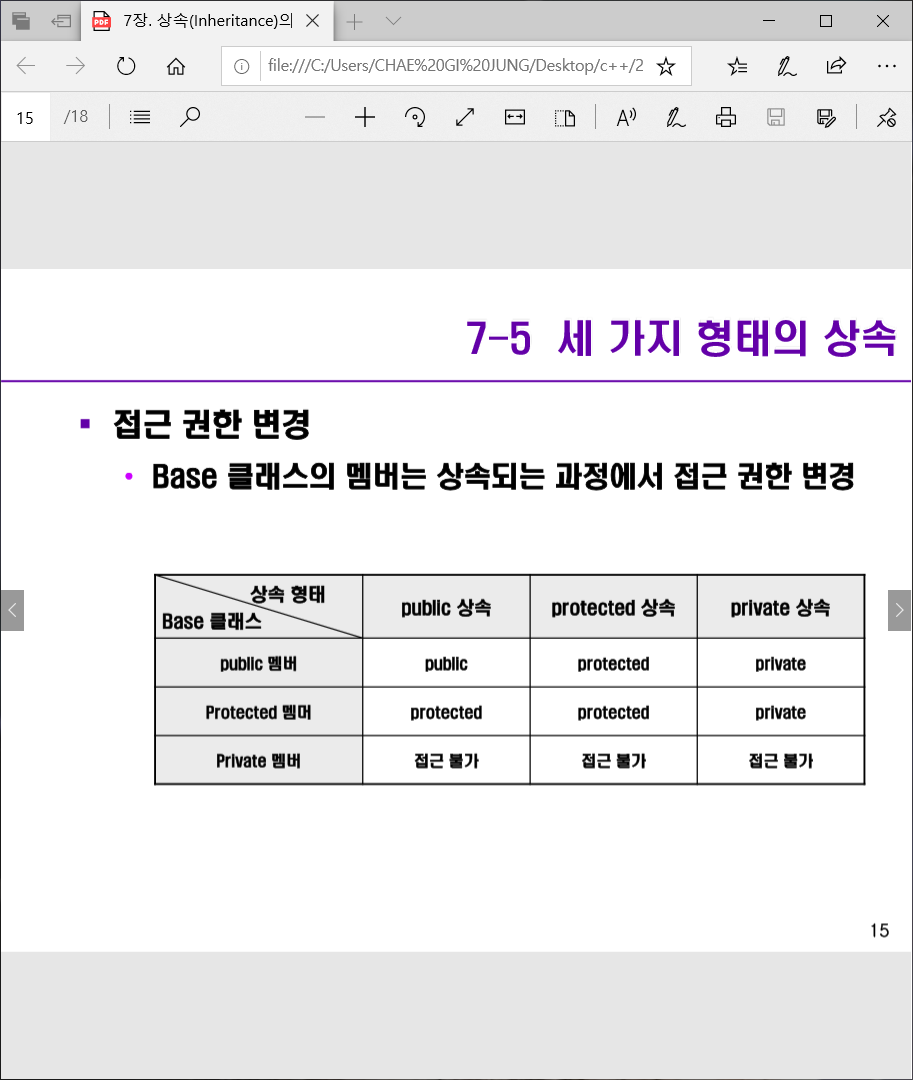 7장. 상속(Inheritance)의
file:///C:/Users/CHAE%20GI%20JUNG/Desktop/c++/2
15 /18
7-5 세 가지 형태의 상속
접근 권한 변경
Base 클래스의 멤버는 상속되는 과정에서 접근 권한 변경
상속 형태
Base 클래스
public 상속 protected 상속 private 상속
public 멤버 public protected private
Protected 멤머 protected protected private
Private 멤버 접근 불가 접근 불가 접근 불가
15